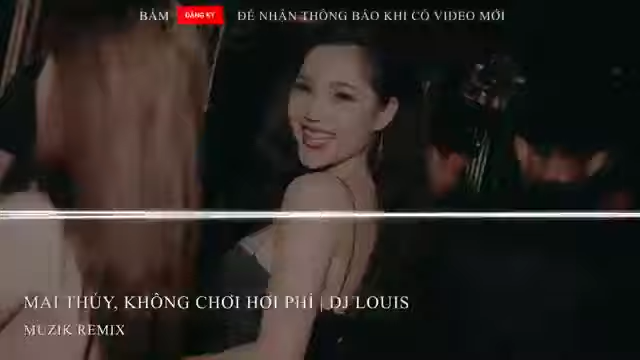 BẤM ĐĂNG KÝ ĐỂ NHẬN THÔNG BÁO KHI CÓ VIDEO MỚI
MAI THÚY, KHÔNG CHƠI HƠI PHÍ | DJ LOUIS
MUZIK REMIX